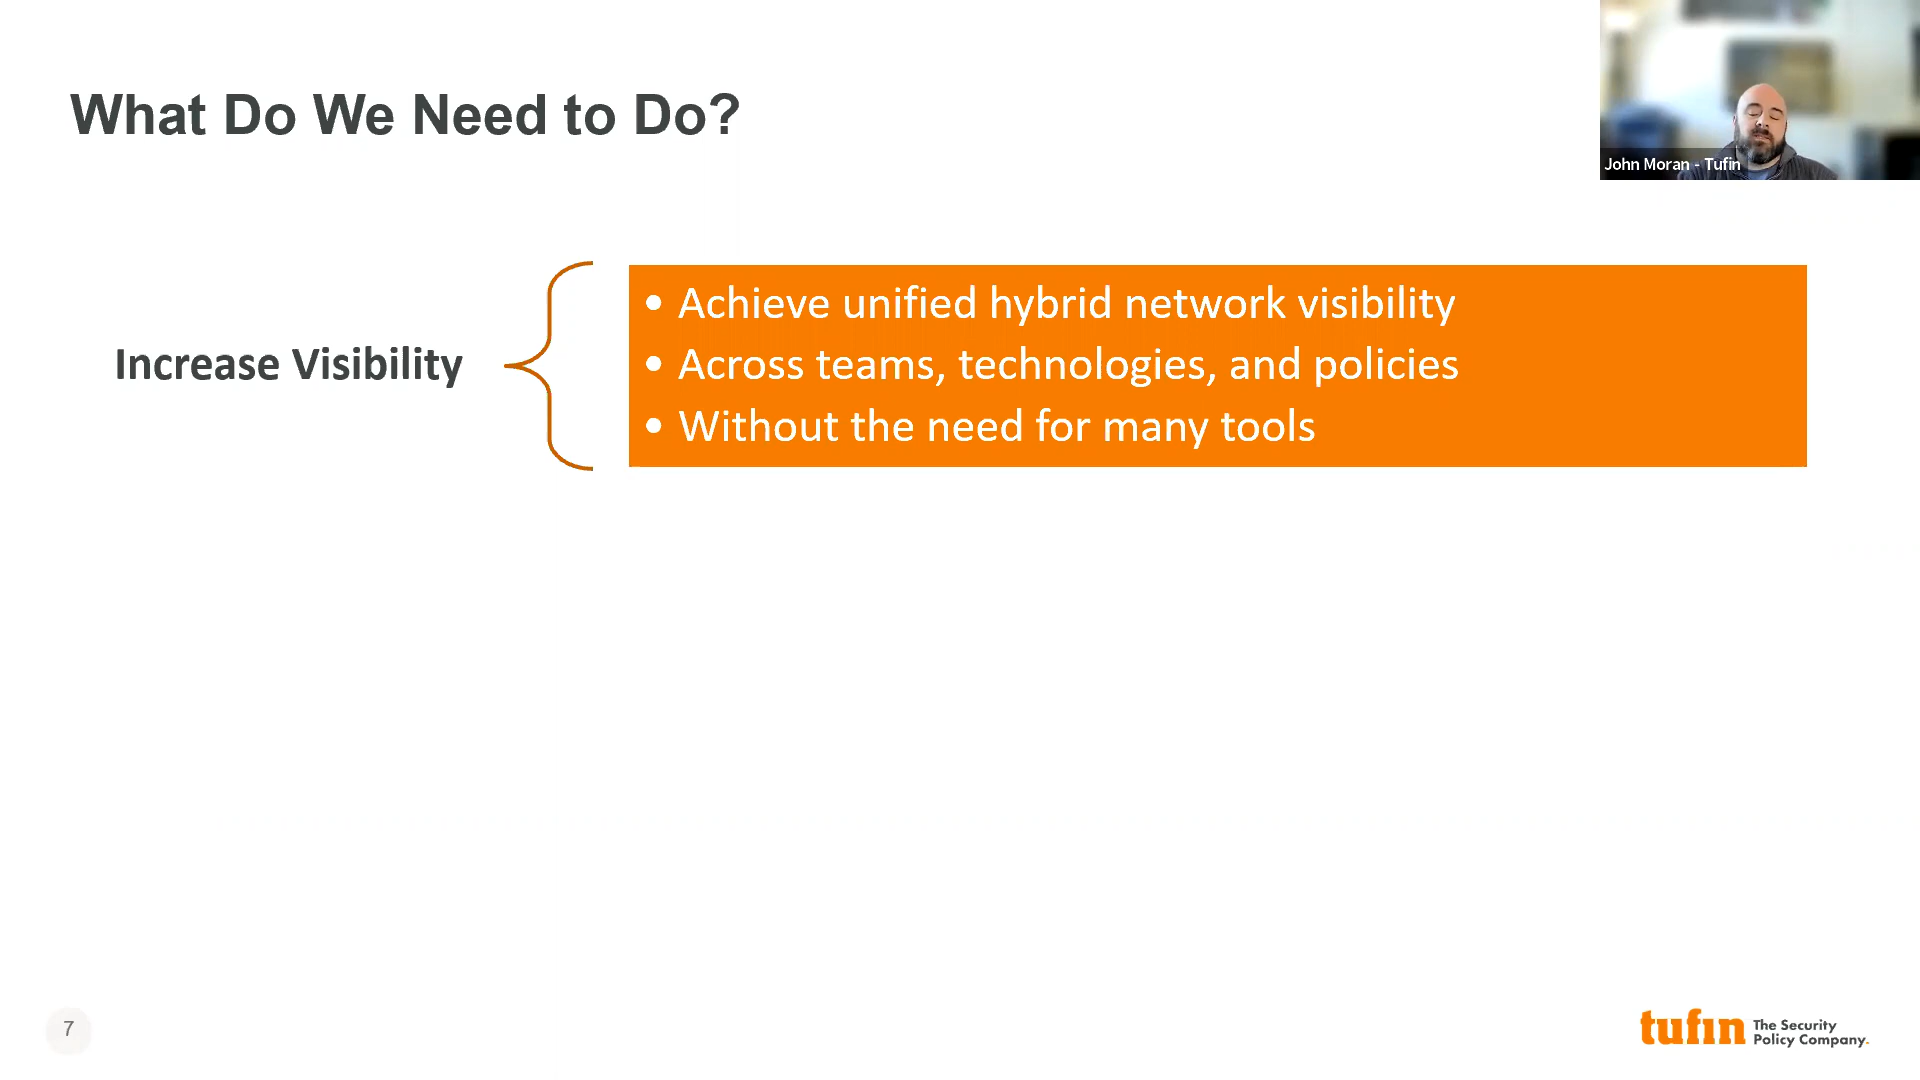 What Do We Need to Do?
John Moran - Tufin
Increase Visibility
• Achieve unified hybrid network visibility
• Across teams, technologies, and policies
• Without the need for many tools
7
tufin The Security
Policy Company.